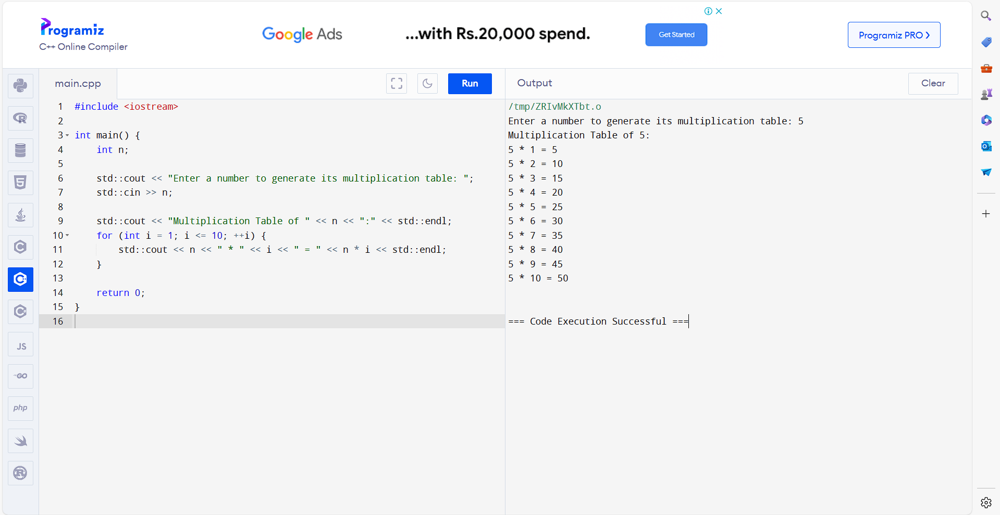 Programiz
C++ Online Compiler
Google Ads
...with Rs.20,000 spend.
Get Started
Programiz PRO
main.cpp
Run
Output
Clear
1 #include <iostream>
2
3 int main() {
4     int n;
5
6     std::cout << "Enter a number to generate its multiplication table: ";
7     std::cin >> n;
8
9     std::cout << "Multiplication Table of " << n << ":" << std::endl;
10     for (int i = 1; i <= 10; ++i) {
11         std::cout << n << " * " << i << " = " << n * i << std::endl;
12     }
13
14     return 0;
15 }
16
/tmp/ZRIvMkXTbt.o
Enter a number to generate its multiplication table: 5
Multiplication Table of 5:
5 * 1 = 5
5 * 2 = 10
5 * 3 = 15
5 * 4 = 20
5 * 5 = 25
5 * 6 = 30
5 * 7 = 35
5 * 8 = 40
5 * 9 = 45
5 * 10 = 50
=== Code Execution Successful ===
R
5
C
C++
C
JS
GO
php
R